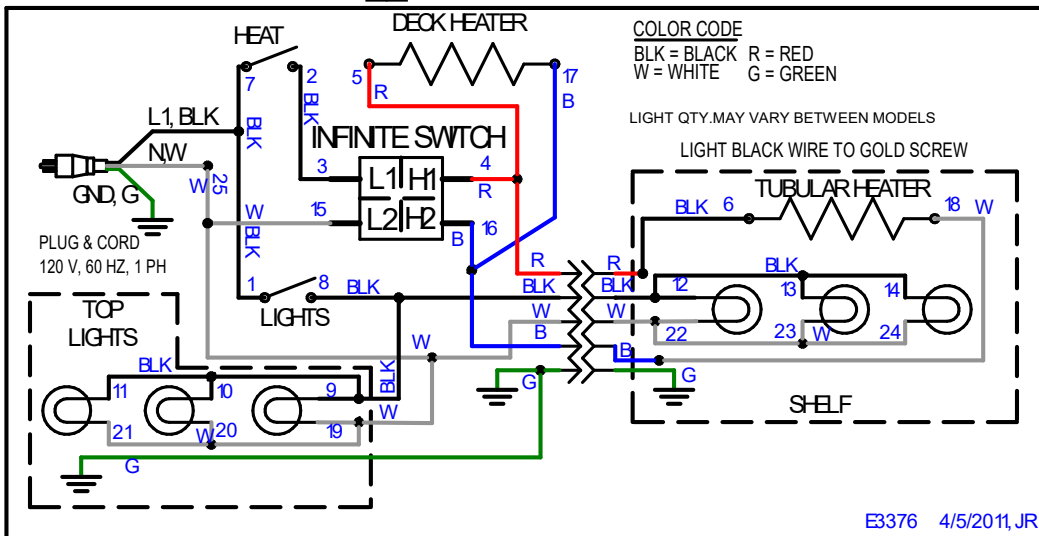 DECK HEATER
HEAT
COLOR CODE
BLK = BLACK R = RED
W = WHITE G = GREEN
5
17
7
2
R
B
BLK
LIGHT QTY.MAY VARY BETWEEN MODELS
L1, BLK
BLK
INFINITE SWITCH
LIGHT BLACK WIRE TO GOLD SCREW
N,W
3
L1
H1
4
TUBULAR HEATER
W
25
R
BLK
6
18
W
GND, G
15
L2
H2
16
W
B
PLUG & CORD
120 V, 60 HZ, 1 PH
BLK
R
R
BLK
1
8
BLK
BLK
BLK
12
13
14
LIGHTS
W
W
TOP
LIGHTS
W
22
23
W
24
B
B
BLK
11
10
9
BLK
G
G
W
SHELF
21
W
20
19
G
E3376 4/5/2011, JR